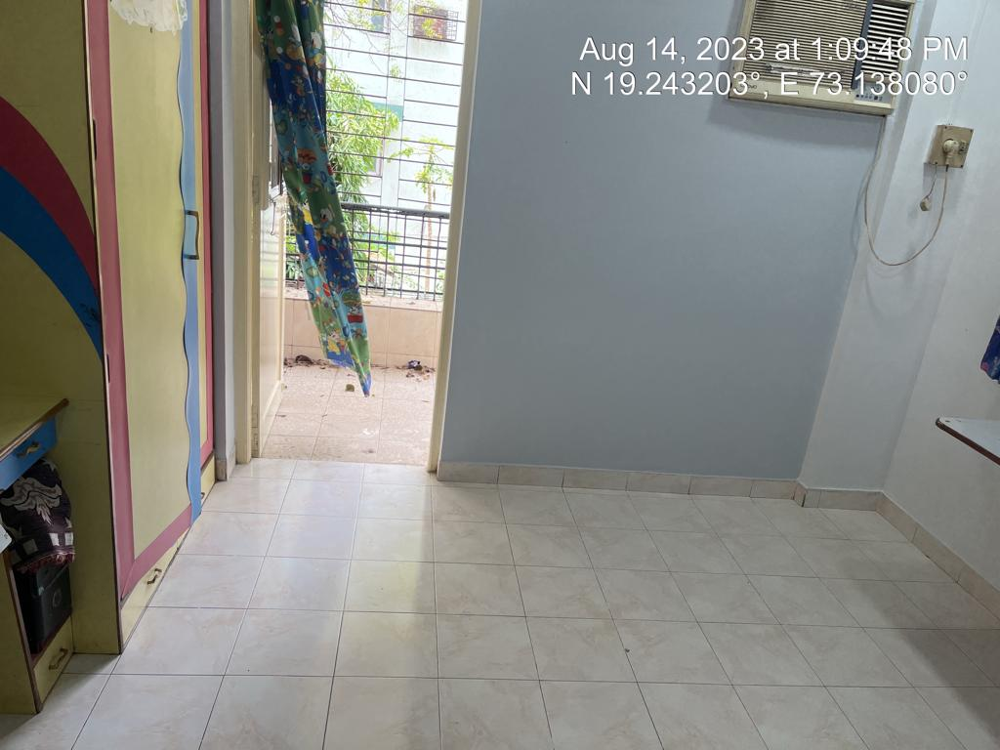 Aug 14, 2023 at 1:09:48 PM
N 19.243203°, E 73.138080°